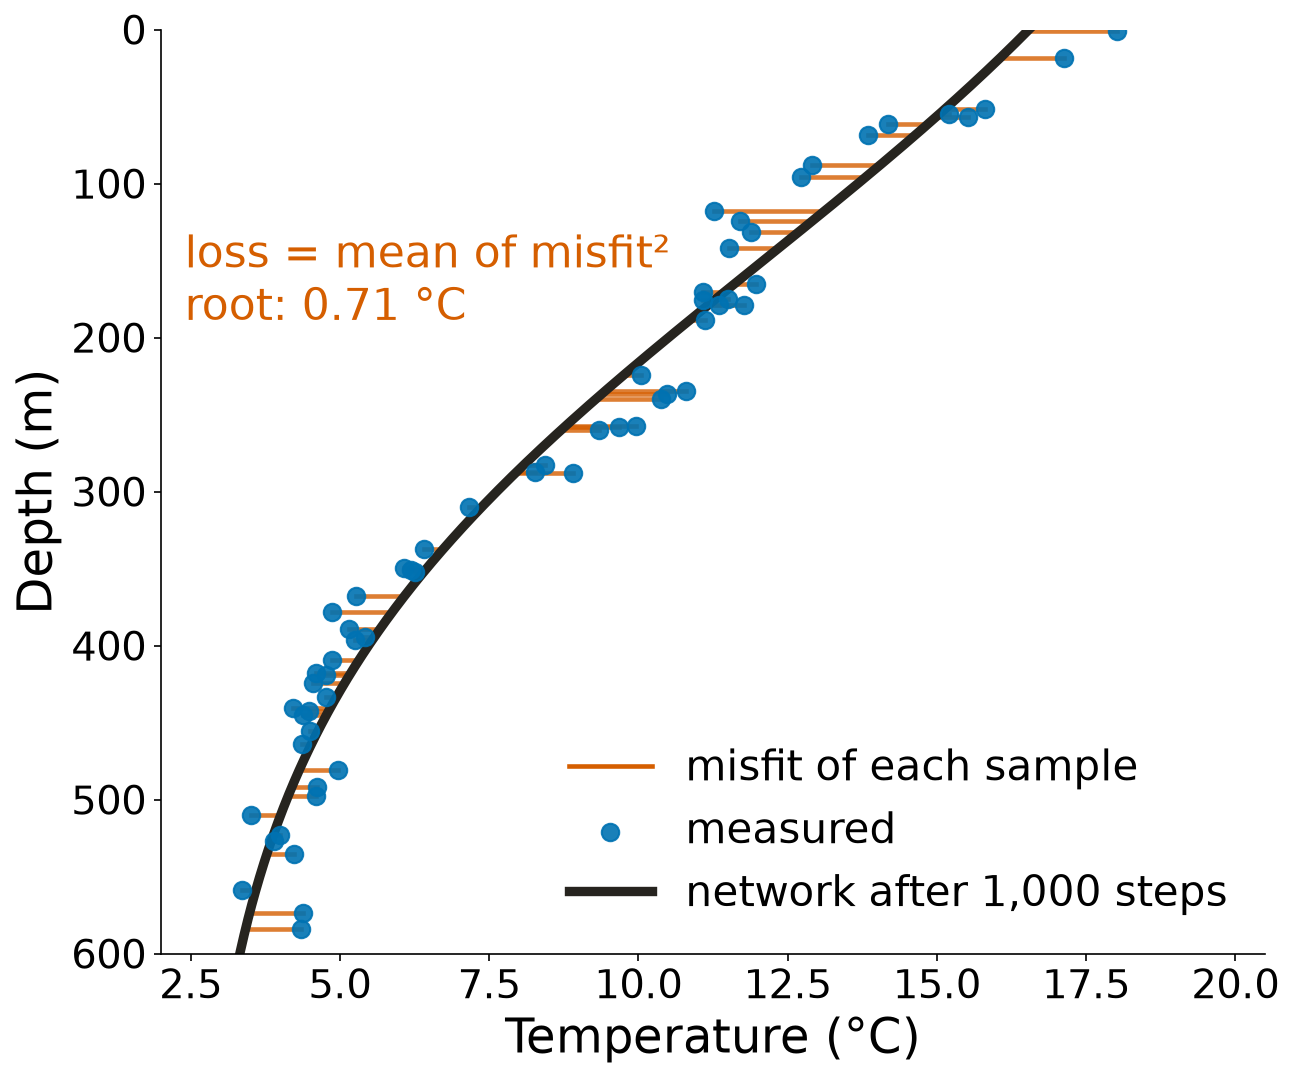 0
100
200
300
400
500
600
Depth (m)
loss = mean of misfit²
root: 0.71 °C
misfit of each sample
measured
network after 1,000 steps
2.5 5.0 7.5 10.0 12.5 15.0 17.5 20.0
Temperature (°C)